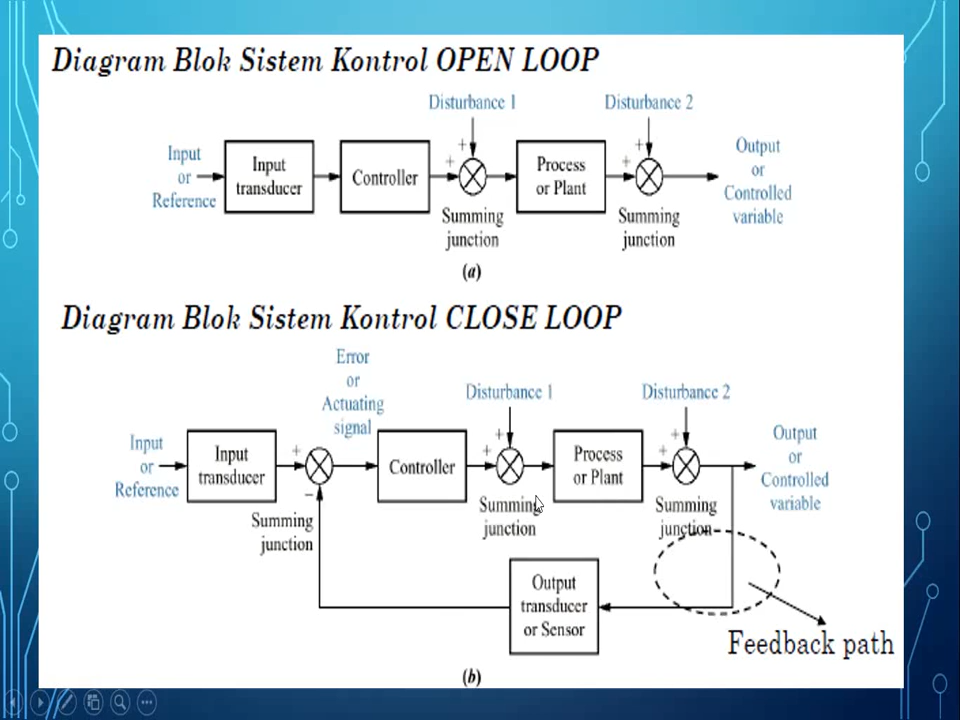 Diagram Blok Sistem Kontrol OPEN LOOP
Disturbance 1
Disturbance 2
+
+
+
+
Input
or
Reference
Input
transducer
Controller
Process
or Plant
Output
or
Controlled
variable
Summing
junction
Summing
junction
(a)
Diagram Blok Sistem Kontrol CLOSE LOOP
Error
or
Actuating
signal
Disturbance 1
Disturbance 2
+
+
+
+
+
−
Input
or
Reference
Input
transducer
Controller
Process
or Plant
Output
or
Controlled
variable
Summing
junction
Summing
junction
Summing
junction
Output
transducer
or Sensor
Feedback path
(b)